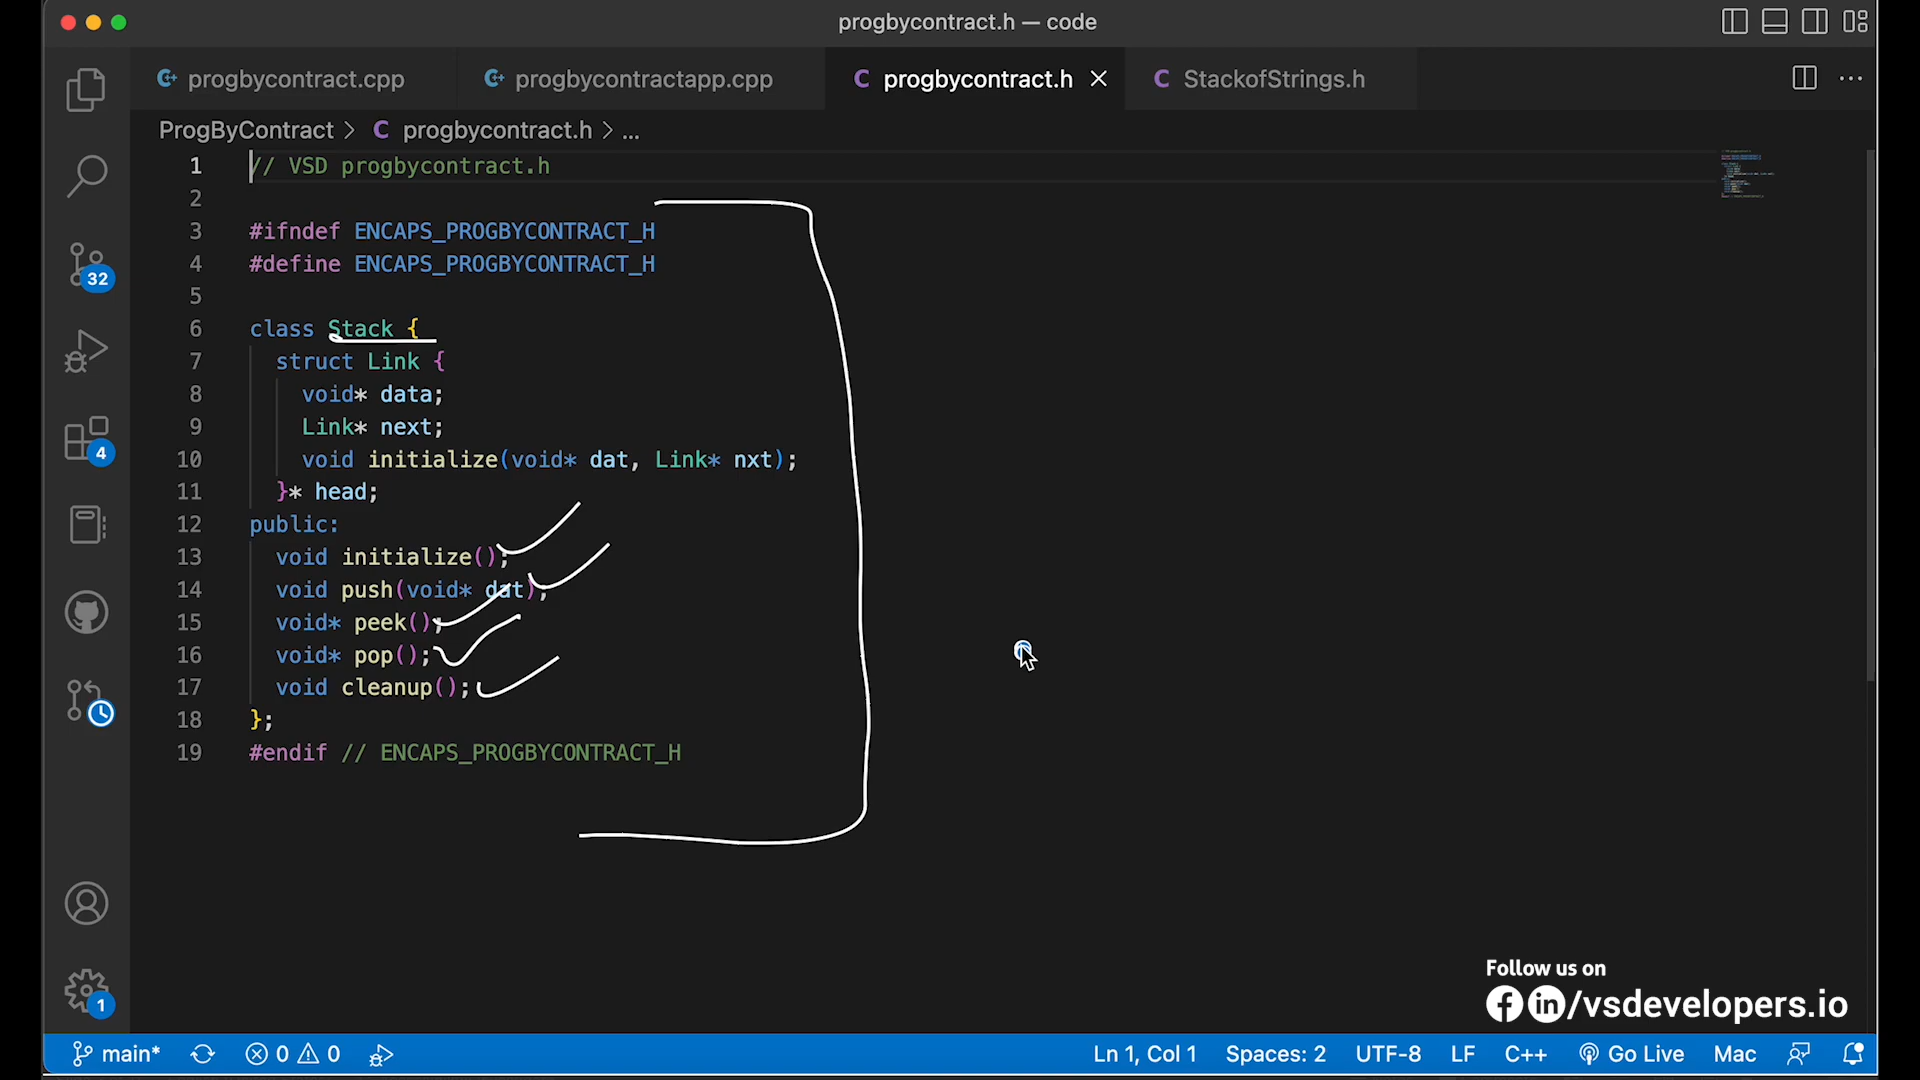 progbycontract.h — code
progbycontract.cpp progbycontractapp.cpp C progbycontract.h C StackofStrings.h
ProgByContract > C progbycontract.h > ...
1 // VSD progbycontract.h
2
3 #ifndef ENCAPS_PROGBYCONTRACT_H
4 #define ENCAPS_PROGBYCONTRACT_H
5
6 class Stack {
7 struct Link {
8 void* data;
9 Link* next;
10 void initialize(void* dat, Link* nxt);
11 }* head;
12 public:
13 void initialize();
14 void push(void* dat);
15 void* peek();
16 void* pop();
17 void cleanup();
18 };
19 #endif // ENCAPS_PROGBYCONTRACT_H
32
4
1
Follow us on
/vsdevelopers.io
main* 0 0 Ln 1, Col 1 Spaces: 2 UTF-8 LF C++ Go Live Mac